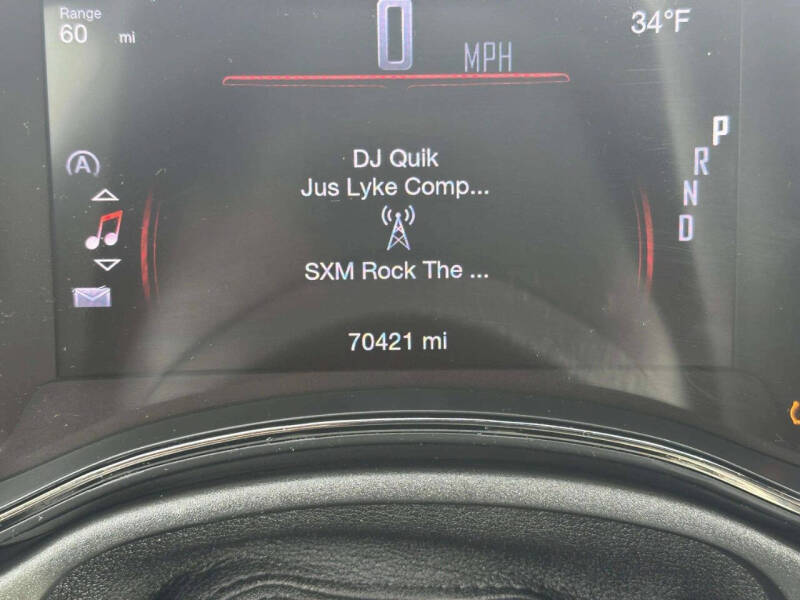 Range
60 mi
0 MPH
34°F
A
P
R
N
D
DJ Quik
Jus Lyke Comp...
SXM Rock The ...
70421 mi